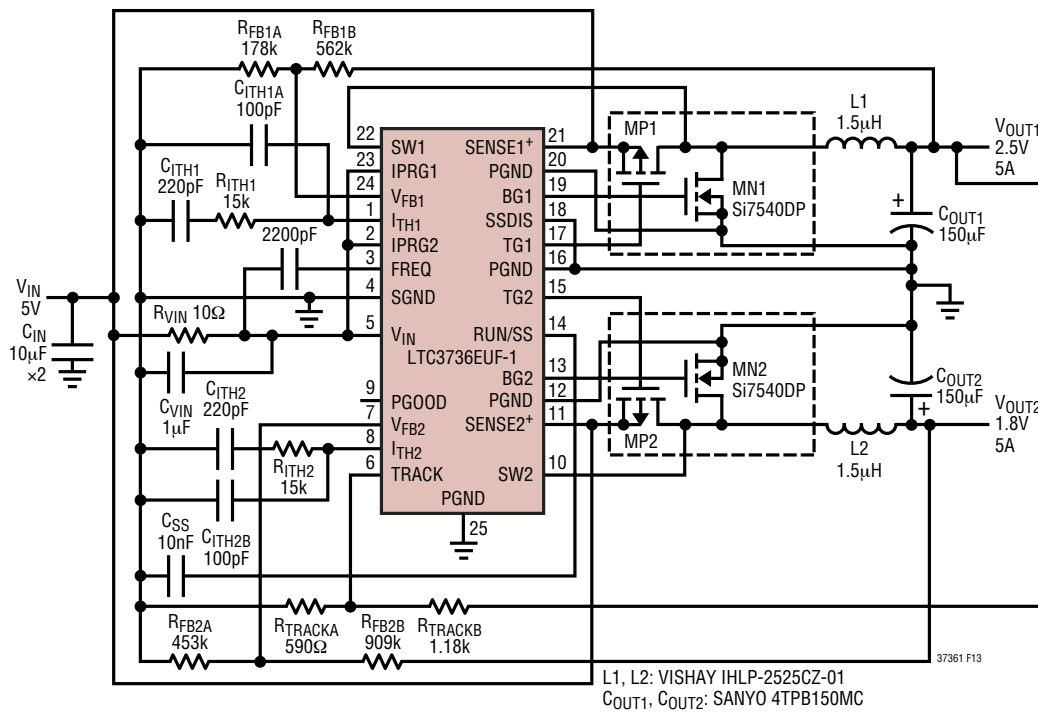 RFB1A
178k
RFB1B
562k
CITH1A
100pF
CITH1
220pF
RITH1
15k
2200pF
VIN
5V
CIN
10µF
×2
RVIN 10Ω
CVIN
1µF
CITH2
220pF
RITH2
15k
CITH2B
100pF
CSS
10nF
RFB2A
453k
RTRACKA
590Ω
RFB2B
909k
RTRACKB
1.18k
22 SW1
23 IPRG1
24 VFB1
1 ITH1
2 IPRG2
3 FREQ
4 SGND
5 VIN
LTC3736EUF-1
9 PGOOD
7 VFB2
8 ITH2
6 TRACK
PGND
25
SENSE1+ 21
PGND 20
BG1 19
SSDIS 18
TG1 17
PGND 16
TG2 15
RUN/SS 14
BG2 13
PGND 12
SENSE2+ 11
SW2 10
MP1
MN1
Si7540DP
MN2
Si7540DP
MP2
L1
1.5µH
VOUT1
2.5V
5A
+
COUT1
150µF
COUT2
150µF
+
L2
1.5µH
VOUT2
1.8V
5A
37361 F13
L1, L2: VISHAY IHLP-2525CZ-01
COUT1, COUT2: SANYO 4TPB150MC